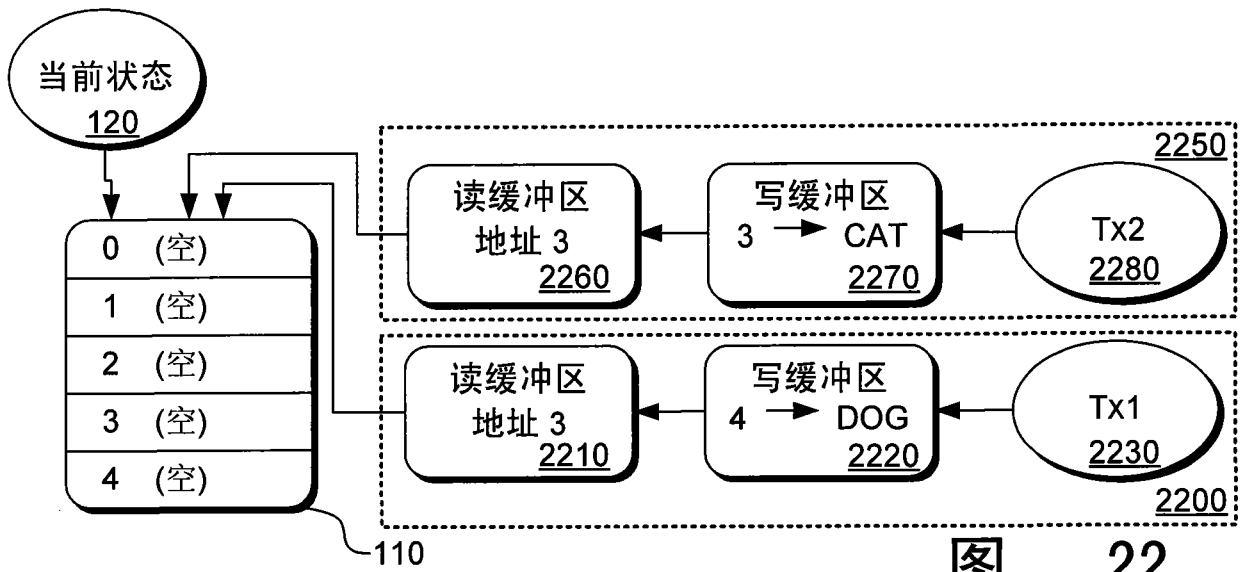 当前状态
120
0 (空)
1 (空)
2 (空)
3 (空)
4 (空)
110
2250
读缓冲区
地址 3
2260
写缓冲区
3 → CAT
2270
Tx2
2280
读缓冲区
地址 3
2210
写缓冲区
4 → DOG
2220
Tx1
2230
2200
图 22